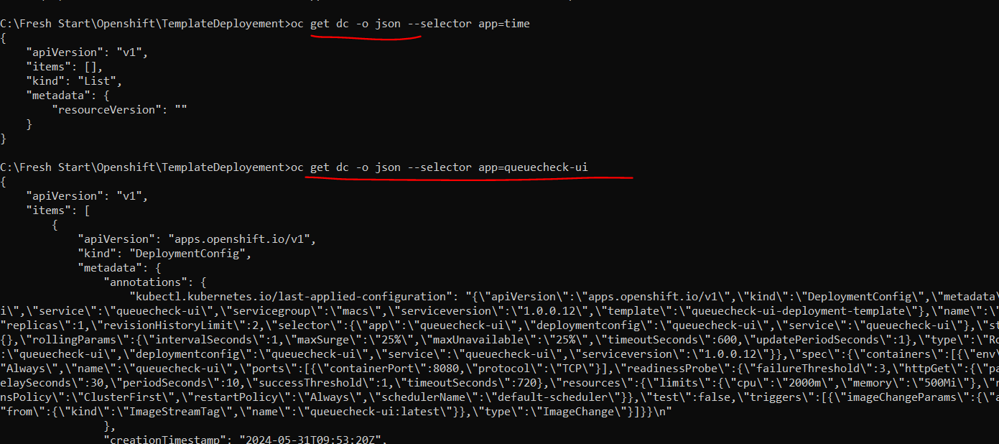 C:\Fresh Start\Openshift\TemplateDeployement>oc get dc -o json --selector app=time
{
    "apiVersion": "v1",
    "items": [],
    "kind": "List",
    "metadata": {
        "resourceVersion": ""
    }
}
C:\Fresh Start\Openshift\TemplateDeployement>oc get dc -o json --selector app=queuecheck-ui
{
    "apiVersion": "v1",
    "items": [
        {
            "apiVersion": "apps.openshift.io/v1",
            "kind": "DeploymentConfig",
            "metadata": {
                "annotations": {
                    "kubectl.kubernetes.io/last-applied-configuration": "{\"apiVersion\":\"apps.openshift.io/v1\",\"kind\":\"DeploymentConfig\",\"metadata\
i\",\"service\":\"queuecheck-ui\",\"servicegroup\":\"macs\",\"serviceversion\":\"1.0.0.12\",\"template\":\"queuecheck-ui-deployment-template\"},\"name\":\
"replicas\":1,\"revisionHistoryLimit\":2,\"selector\":{\"app\":\"queuecheck-ui\",\"deploymentconfig\":\"queuecheck-ui\",\"service\":\"queuecheck-ui\"},\"st
{},\"rollingParams\":{\"intervalSeconds\":1,\"maxSurge\":\"25%\",\"maxUnavailable\":\"25%\",\"timeoutSeconds\":600,\"updatePeriodSeconds\":1},\"type\":\"Ro
:\"queuecheck-ui\",\"deploymentconfig\":\"queuecheck-ui\",\"service\":\"queuecheck-ui\",\"serviceversion\":\"1.0.0.12\"}},\"spec\":{\"containers\":[{\"env\
"Always\",\"name\":\"queuecheck-ui\",\"ports\":[{\"containerPort\":8080,\"protocol\":\"TCP\"}],\"readinessProbe\":{\"failureThreshold\":3,\"httpGet\":{\"pa
elaySeconds\":30,\"periodSeconds\":10,\"successThreshold\":1,\"timeoutSeconds\":720},\"resources\":{\"limits\":{\"cpu\":\"2000m\",\"memory\":\"500Mi\"},\"r
nsPolicy\":\"ClusterFirst\",\"restartPolicy\":\"Always\",\"schedulerName\":\"default-scheduler\"}},\"test\":false,\"triggers\":[{\"imageChangeParams\":{\"a
"from\":{\"kind\":\"ImageStreamTag\",\"name\":\"queuecheck-ui:latest\"}},\"type\":\"ImageChange\"}]}}\n"
                },
                "creationTimestamp": "2024-05-31T09:53:20Z",